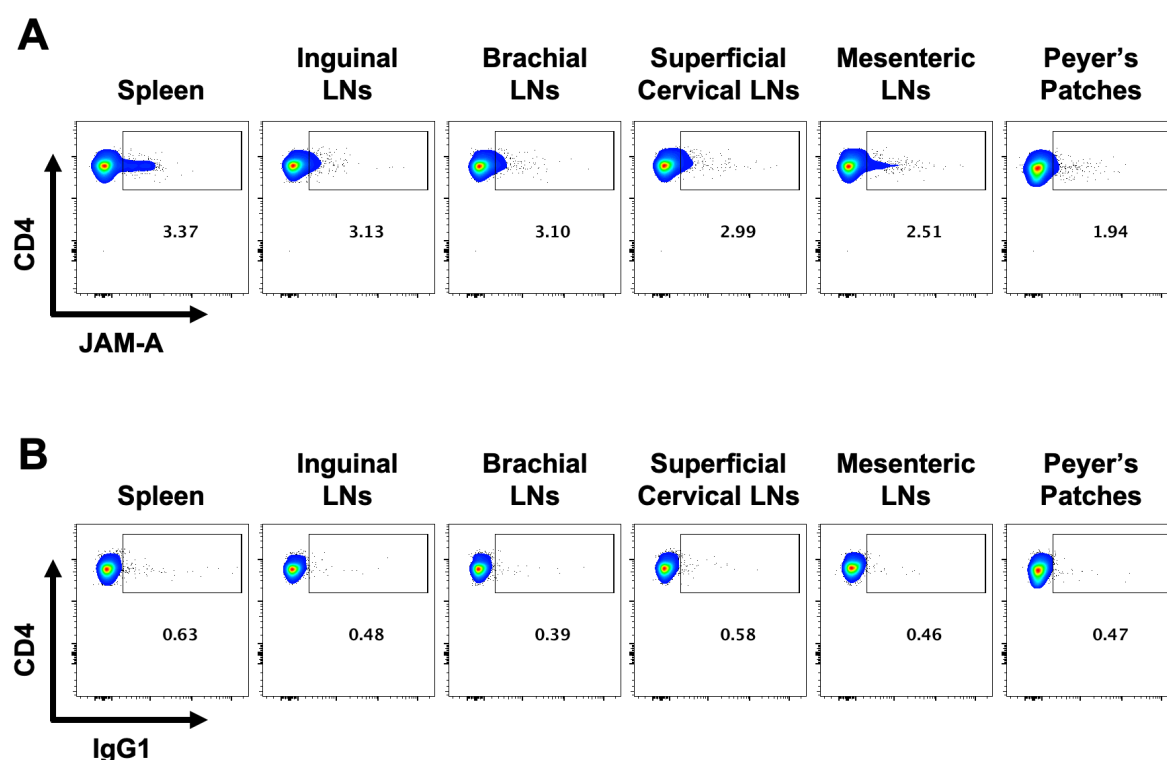 A
Spleen
Inguinal
LNs
Brachial
LNs
Superficial
Cervical LNs
Mesenteric
LNs
Peyer’s
Patches
CD4
3.37
3.13
3.10
2.99
2.51
1.94
JAM-A
B
Spleen
Inguinal
LNs
Brachial
LNs
Superficial
Cervical LNs
Mesenteric
LNs
Peyer’s
Patches
CD4
0.63
0.48
0.39
0.58
0.46
0.47
IgG1